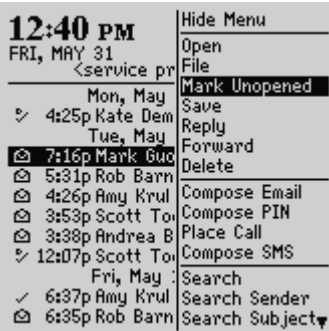 12:40 PM
FRI, MAY 31
<service pr
Mon, May
4:25p Kate Dem
Tue, May
7:16p Mark Guo
5:31p Rob Barn
4:26p Amy Krul
3:53p Scott To
3:38p Andrea B
12:07p Scott To
Fri, May
6:37p Amy Krul
6:35p Rob Barn
Hide Menu
Open
File
Mark Unopened
Save
Reply
Forward
Delete
Compose Email
Compose PIN
Place Call
Compose SMS
Search
Search Sender
Search Subject